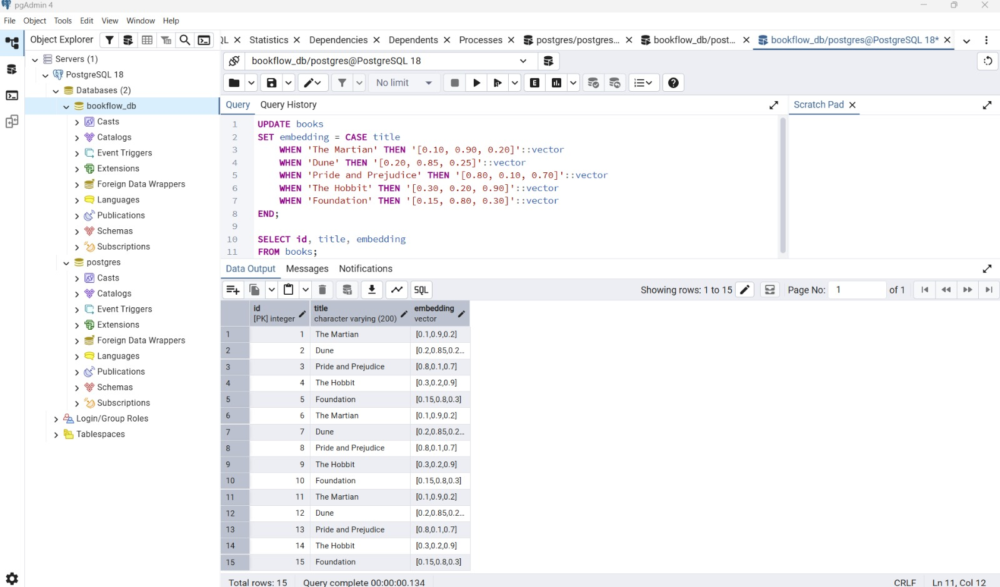 pgAdmin 4
File Object Tools Edit View Window Help
Object Explorer
QL Statistics Dependencies Dependents Processes postgres/postgres... bookflow_db/post... bookflow_db/postgres@PostgreSQL 18*
Servers (1)
PostgreSQL 18
Databases (2)
bookflow_db
Casts
Catalogs
Event Triggers
Extensions
Foreign Data Wrappers
Languages
Publications
Schemas
Subscriptions
postgres
Casts
Catalogs
Event Triggers
Extensions
Foreign Data Wrappers
Languages
Publications
Schemas
Subscriptions
Login/Group Roles
Tablespaces
bookflow_db/postgres@PostgreSQL 18
No limit
E
Query Query History
Scratch Pad
1 UPDATE books
2 SET embedding = CASE title
3 WHEN 'The Martian' THEN '[0.10, 0.90, 0.20]'::vector
4 WHEN 'Dune' THEN '[0.20, 0.85, 0.25]'::vector
5 WHEN 'Pride and Prejudice' THEN '[0.80, 0.10, 0.70]'::vector
6 WHEN 'The Hobbit' THEN '[0.30, 0.20, 0.90]'::vector
7 WHEN 'Foundation' THEN '[0.15, 0.80, 0.30]'::vector
8 END;
9
10 SELECT id, title, embedding
11 FROM books;
Data Output Messages Notifications
SQL Showing rows: 1 to 15 Page No: 1 of 1
id title embedding
[PK] integer character varying (200) vector
1 1 The Martian [0.1,0.9,0.2]
2 2 Dune [0.2,0.85,0.2...
3 3 Pride and Prejudice [0.8,0.1,0.7]
4 4 The Hobbit [0.3,0.2,0.9]
5 5 Foundation [0.15,0.8,0.3]
6 6 The Martian [0.1,0.9,0.2]
7 7 Dune [0.2,0.85,0.2...
8 8 Pride and Prejudice [0.8,0.1,0.7]
9 9 The Hobbit [0.3,0.2,0.9]
10 10 Foundation [0.15,0.8,0.3]
11 11 The Martian [0.1,0.9,0.2]
12 12 Dune [0.2,0.85,0.2...
13 13 Pride and Prejudice [0.8,0.1,0.7]
14 14 The Hobbit [0.3,0.2,0.9]
15 15 Foundation [0.15,0.8,0.3]
Total rows: 15 Query complete 00:00:00.134 CRLF Ln 11, Col 12